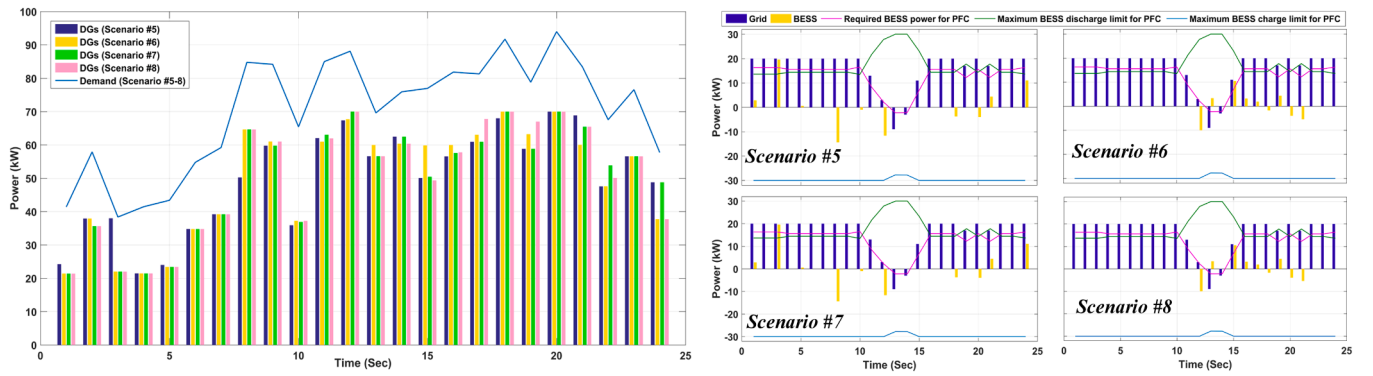 100
90
80
70
60
50
40
30
20
10
0
Power (kW)
DGs (Scenario #5)
DGs (Scenario #6)
DGs (Scenario #7)
DGs (Scenario #8)
Demand (Scenario #5-8)
0 5 10 15 20 25
Time (Sec)
Grid BESS Required BESS power for PFC Maximum BESS discharge limit for PFC Maximum BESS charge limit for PFC
30
20
10
0
-10
-20
-30
Power (kW)
Scenario #5
Scenario #6
30
20
10
0
-10
-20
-30
Power (kW)
Scenario #7
Scenario #8
0 5 10 15 20 25
Time (Sec)
0 5 10 15 20 25
Time (Sec)